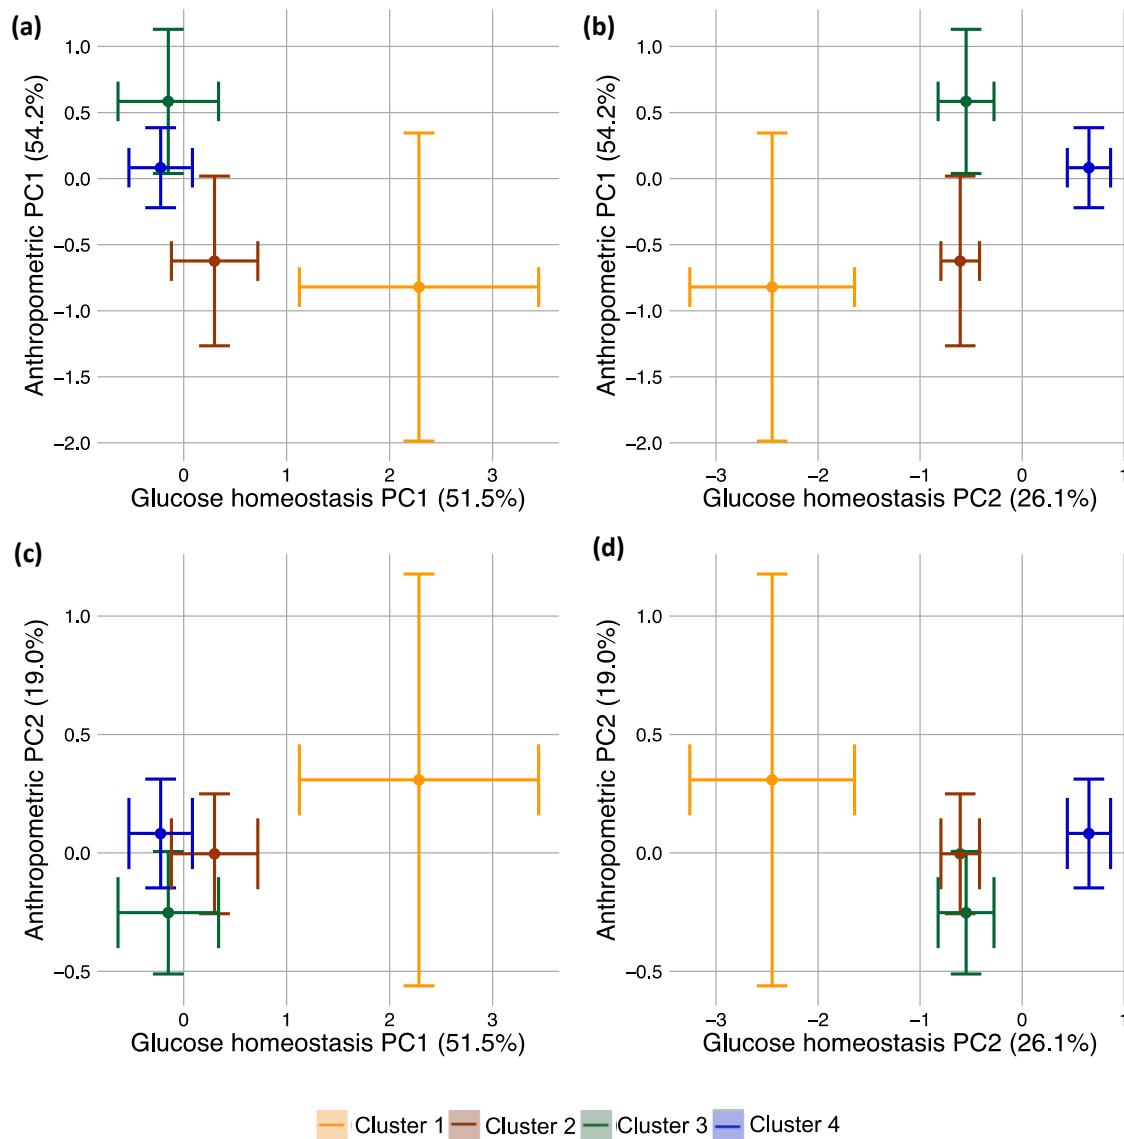 (a)
Anthropometric PC1 (54.2%)
1.0
0.5
0.0
−0.5
−1.0
−1.5
−2.0
0 1 2 3
Glucose homeostasis PC1 (51.5%)
(b)
Anthropometric PC1 (54.2%)
1.0
0.5
0.0
−0.5
−1.0
−1.5
−2.0
−3 −2 −1 0 1
Glucose homeostasis PC2 (26.1%)
(c)
Anthropometric PC2 (19.0%)
1.0
0.5
0.0
−0.5
0 1 2 3
Glucose homeostasis PC1 (51.5%)
(d)
Anthropometric PC2 (19.0%)
1.0
0.5
0.0
−0.5
−3 −2 −1 0 1
Glucose homeostasis PC2 (26.1%)
Cluster 1 Cluster 2 Cluster 3 Cluster 4